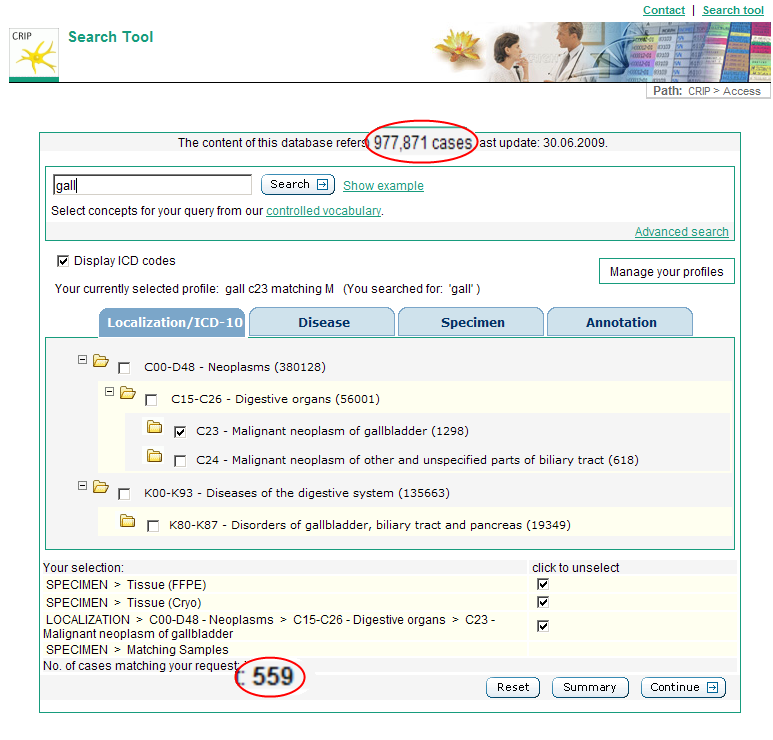 Contact | Search tool
CRIP
Search Tool
Path: CRIP > Access
The content of this database refers 977,871 cases last update: 30.06.2009.
gall
Search
Show example
Select concepts for your query from our controlled vocabulary.
Advanced search
Display ICD codes
Manage your profiles
Your currently selected profile: gall c23 matching M (You searched for: 'gall' )
Localization/ICD-10
Disease
Specimen
Annotation
C00-D48 - Neoplasms (380128)
C15-C26 - Digestive organs (56001)
C23 - Malignant neoplasm of gallbladder (1298)
C24 - Malignant neoplasm of other and unspecified parts of biliary tract (618)
K00-K93 - Diseases of the digestive system (135663)
K80-K87 - Disorders of gallbladder, biliary tract and pancreas (19349)
Your selection: click to unselect
SPECIMEN > Tissue (FFPE)
SPECIMEN > Tissue (Cryo)
LOCALIZATION > C00-D48 - Neoplasms > C15-C26 - Digestive organs > C23 -
Malignant neoplasm of gallbladder
SPECIMEN > Matching Samples
No. of cases matching your request: 559
Reset
Summary
Continue